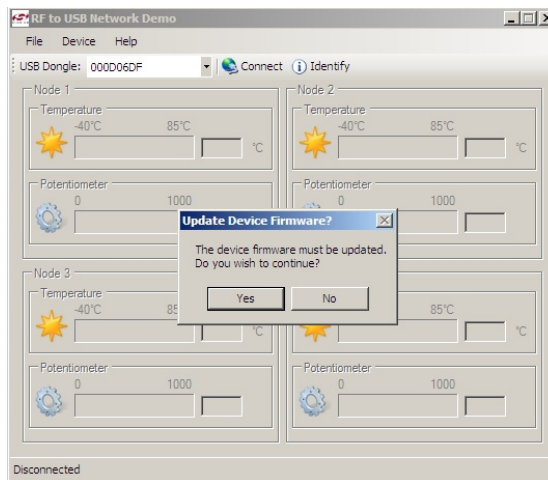 RF to USB Network Demo
File Device Help
USB Dongle: 000D06DF Connect Identify
Node 1
Temperature
-40°C 85°C
°C
Potentiometer
0 1000
Node 2
Temperature
-40°C 85°C
°C
Potentiometer
0 1000
Update Device Firmware?
The device firmware must be updated.
Do you wish to continue?
Yes No
Node 3
Temperature
-40°C 85
°C
Potentiometer
0 1000
85°C
°C
Potentiometer
0 1000
Disconnected